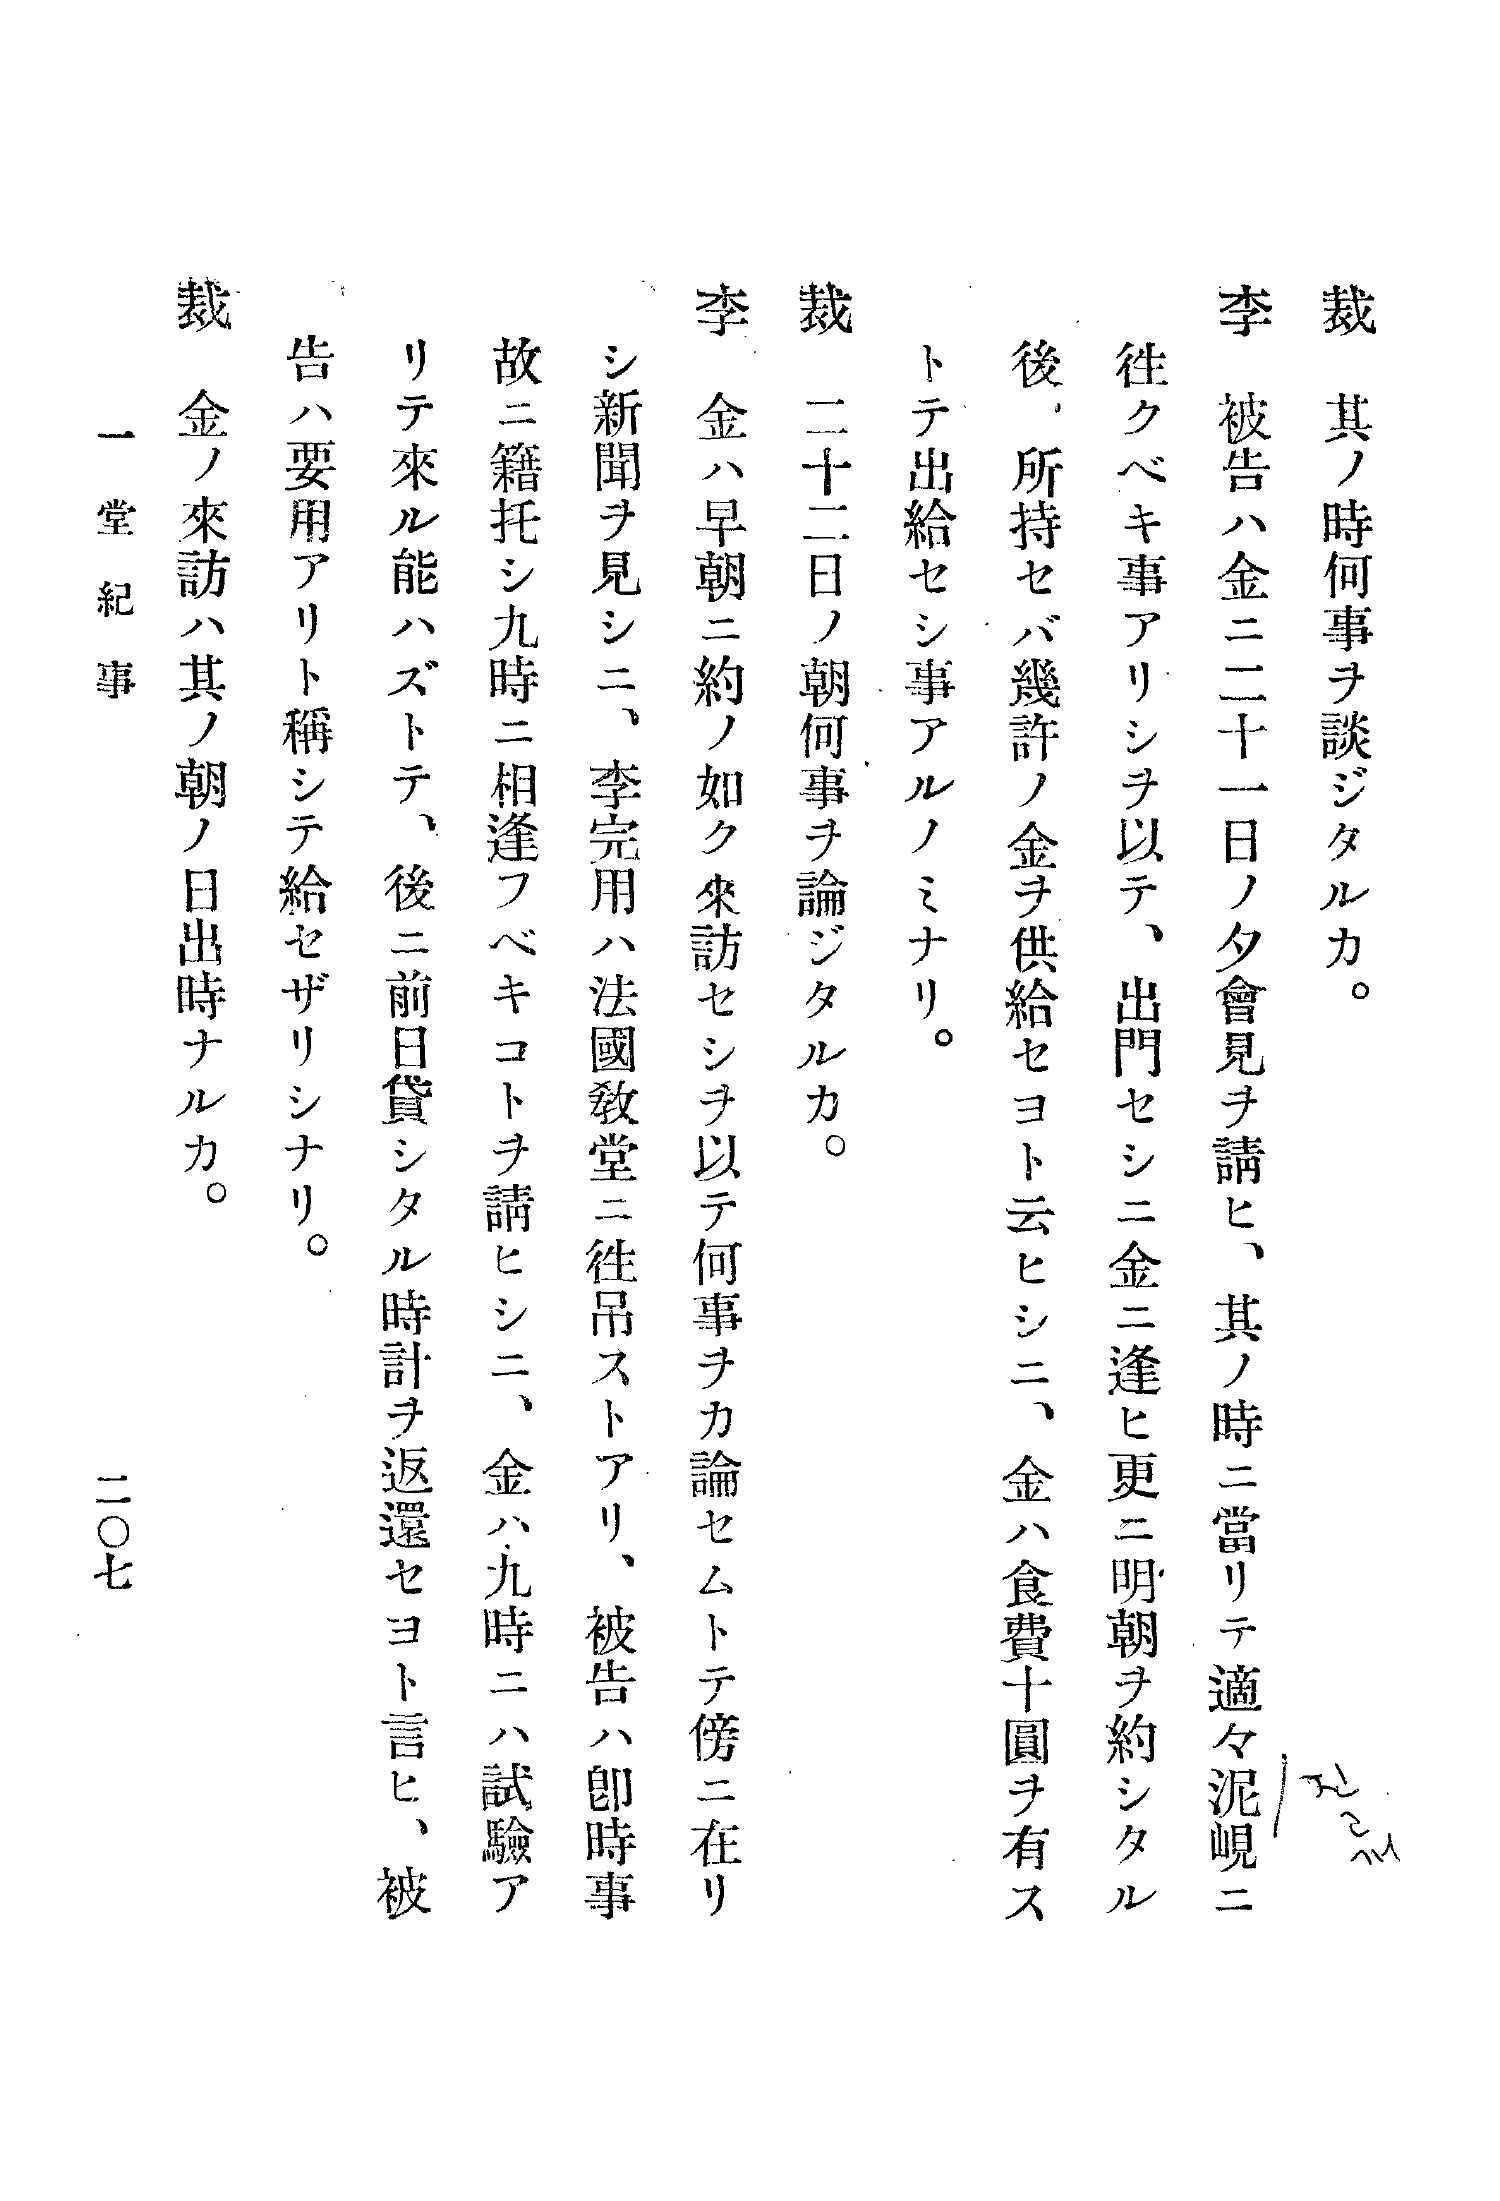 裁　其ノ時何事ヲ談ジタルカ。
李　被告ハ金ニ二十一日ノ夕會見ヲ請ヒ、其ノ時ニ當リテ適々泥峴ニ
徃クベキ事アリシヲ以テ、出門セシニ金ニ逢ヒ更ニ明朝ヲ約シタル
後、所持セバ幾許ノ金ヲ供給セヨト云ヒシニ、金ハ食費十圓ヲ有ス
トテ出給セシ事アルノミナリ。
裁　二十二日ノ朝何事ヲ論ジタルカ。
李　金ハ早朝ニ約ノ如ク來訪セシヲ以テ何事ヲカ論セムトテ傍ニ在リ
シ新聞ヲ見シニ、李完用ハ法國敎堂ニ徃吊ストアリ、被告ハ卽時事
故ニ籍托シ九時ニ相逢フベキコトヲ請ヒシニ、金ハ九時ニハ試驗ア
リテ來ル能ハズトテ、後ニ前日貸シタル時計ヲ返還セヨト言ヒ、被
告ハ要用アリト稱シテ給セザリシナリ。
裁　金ノ來訪ハ其ノ朝ノ日出時ナルカ。
一堂紀事
二〇七